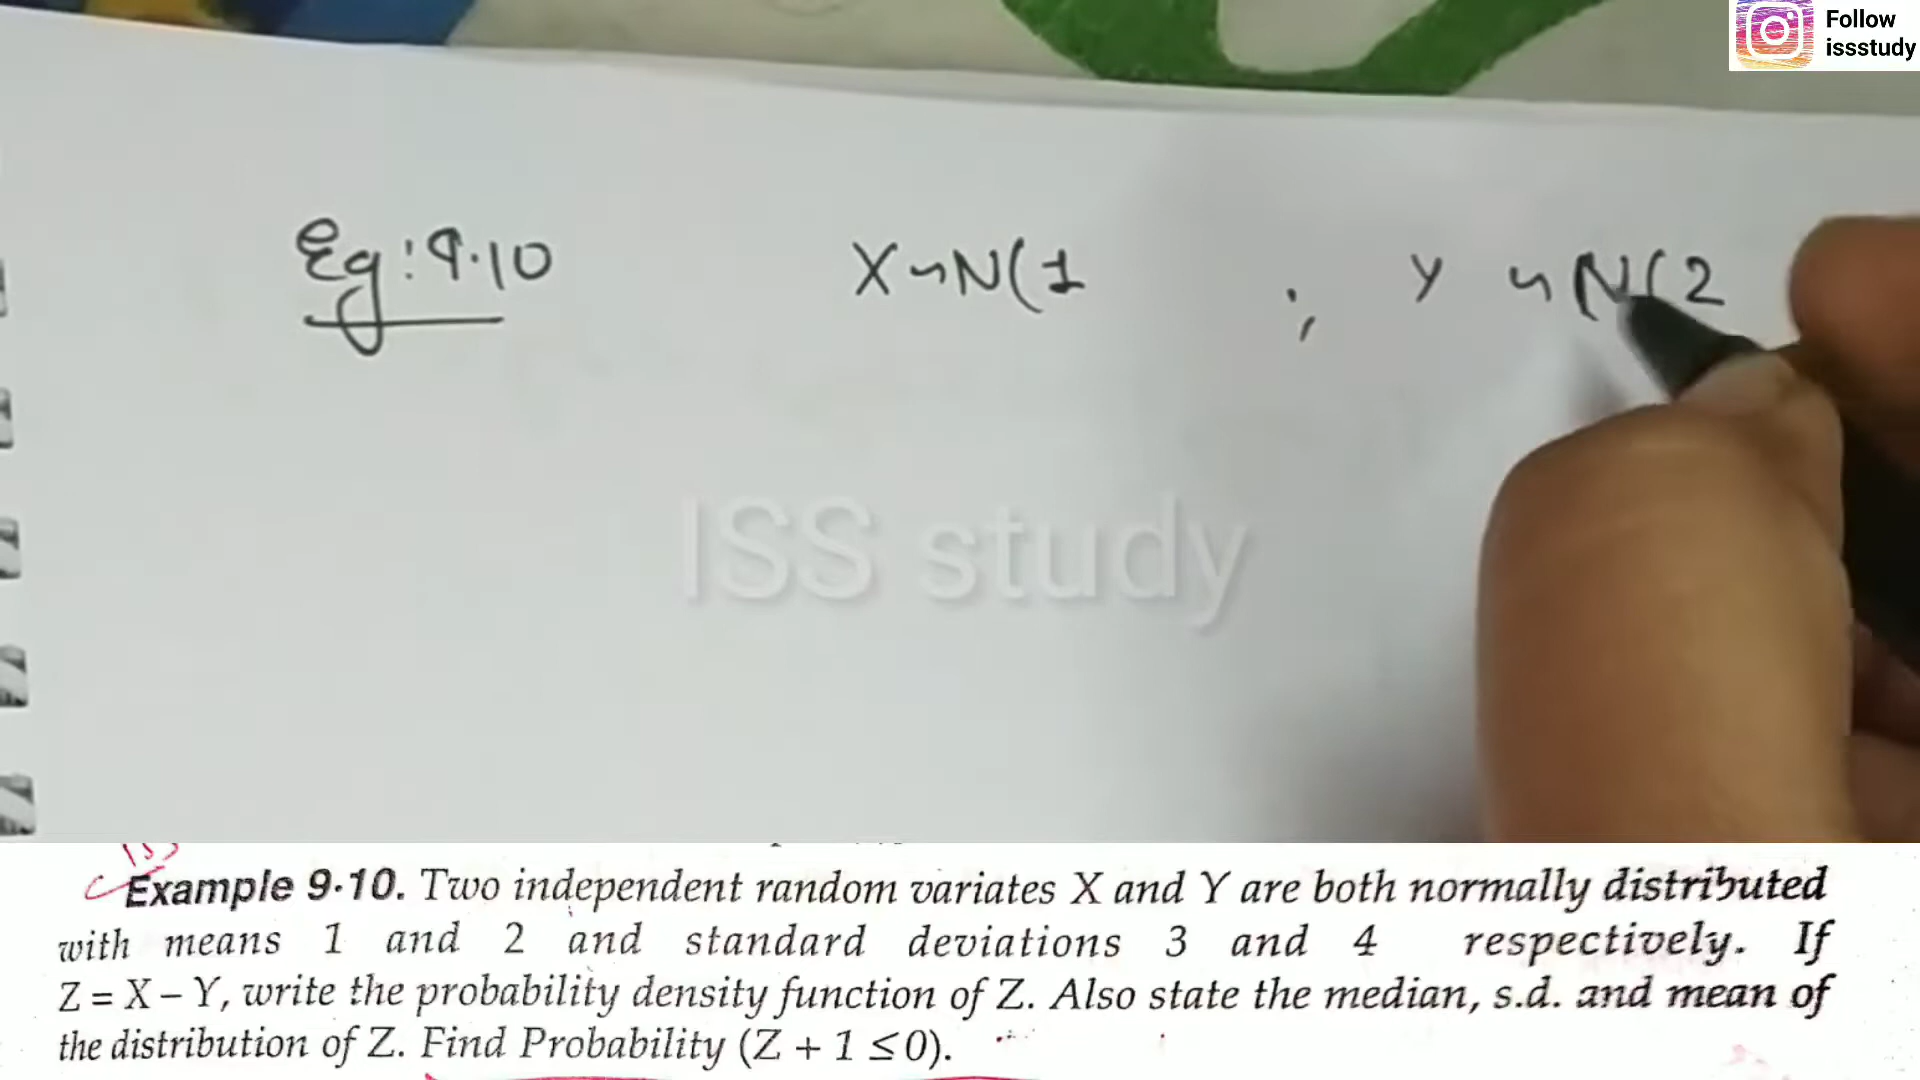 Follow
issstudy
Eg: 9.10 X ~ N(1 ; Y ~ N(2
ISS study
ISS
Example 9·10. Two independent random variates X and Y are both normally distributed
with means 1 and 2 and standard deviations 3 and 4 respectively. If
Z = X – Y, write the probability density function of Z. Also state the median, s.d. and mean of
the distribution of Z. Find Probability (Z + 1 ≤ 0).